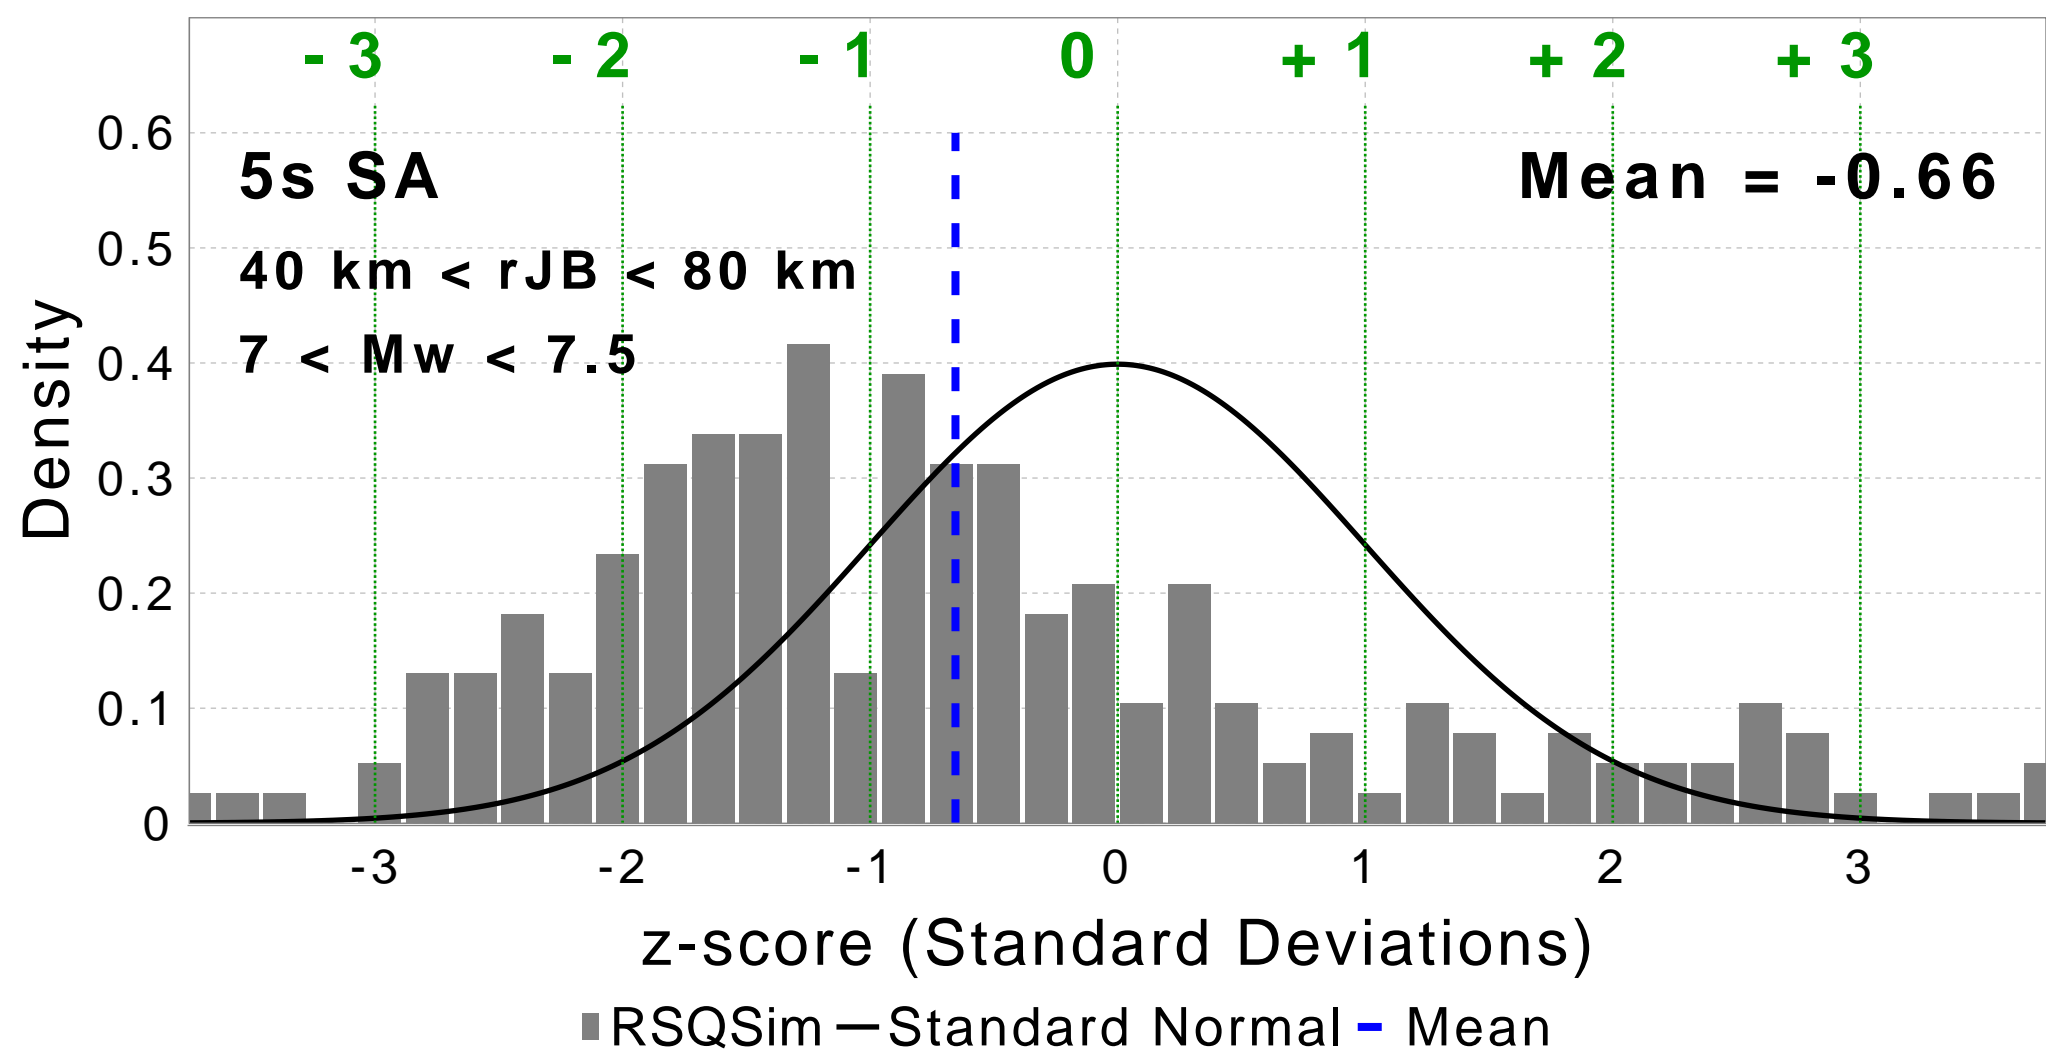 - 3 - 2 - 1 0 + 1 + 2 + 3
0.6
5s SA
Mean = -0.66
0.5
40 km < rJB < 80 km
7 < Mw < 7.5
0.4
0.3
0.2
0.1
0
Density
-3 -2 -1 0 1 2 3
z-score (Standard Deviations)
RSQSim Standard Normal Mean